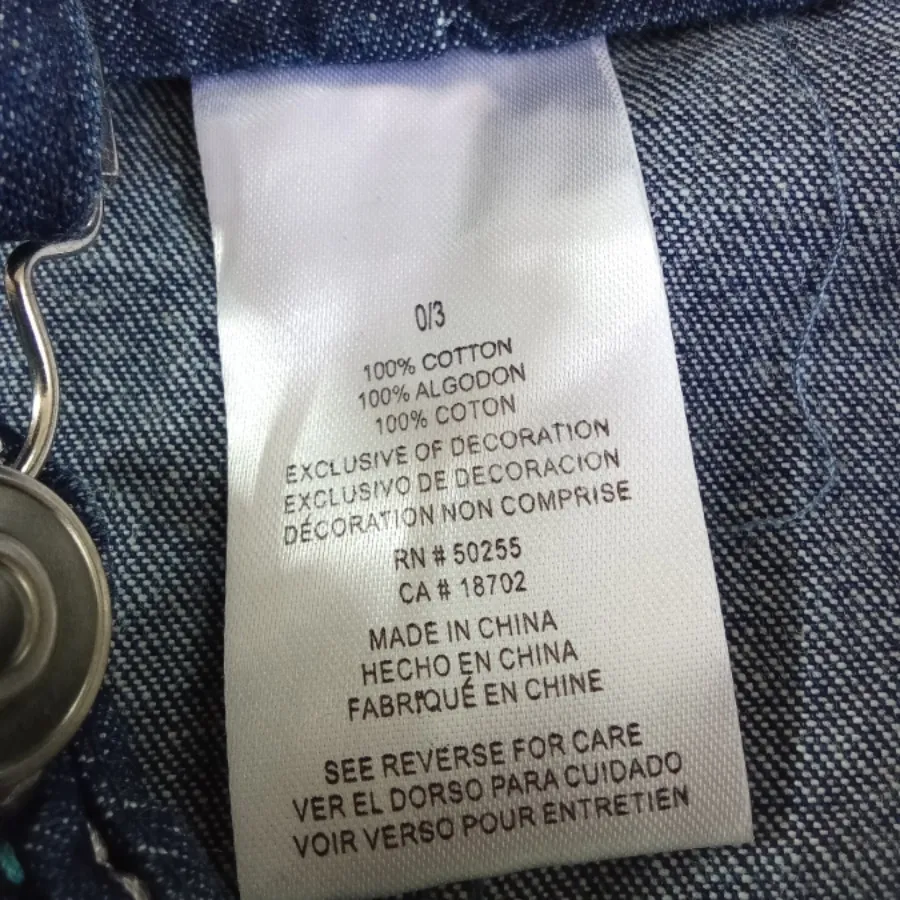 0/3
100% COTTON
100% ALGODON
100% COTON
EXCLUSIVE OF DECORATION
EXCLUSIVO DE DECORACION
DÉCORATION NON COMPRISE
RN # 50255
CA # 18702
MADE IN CHINA
HECHO EN CHINA
FABRIQUÉ EN CHINE
SEE REVERSE FOR CARE
VER EL DORSO PARA CUIDADO
VOIR VERSO POUR ENTRETIEN